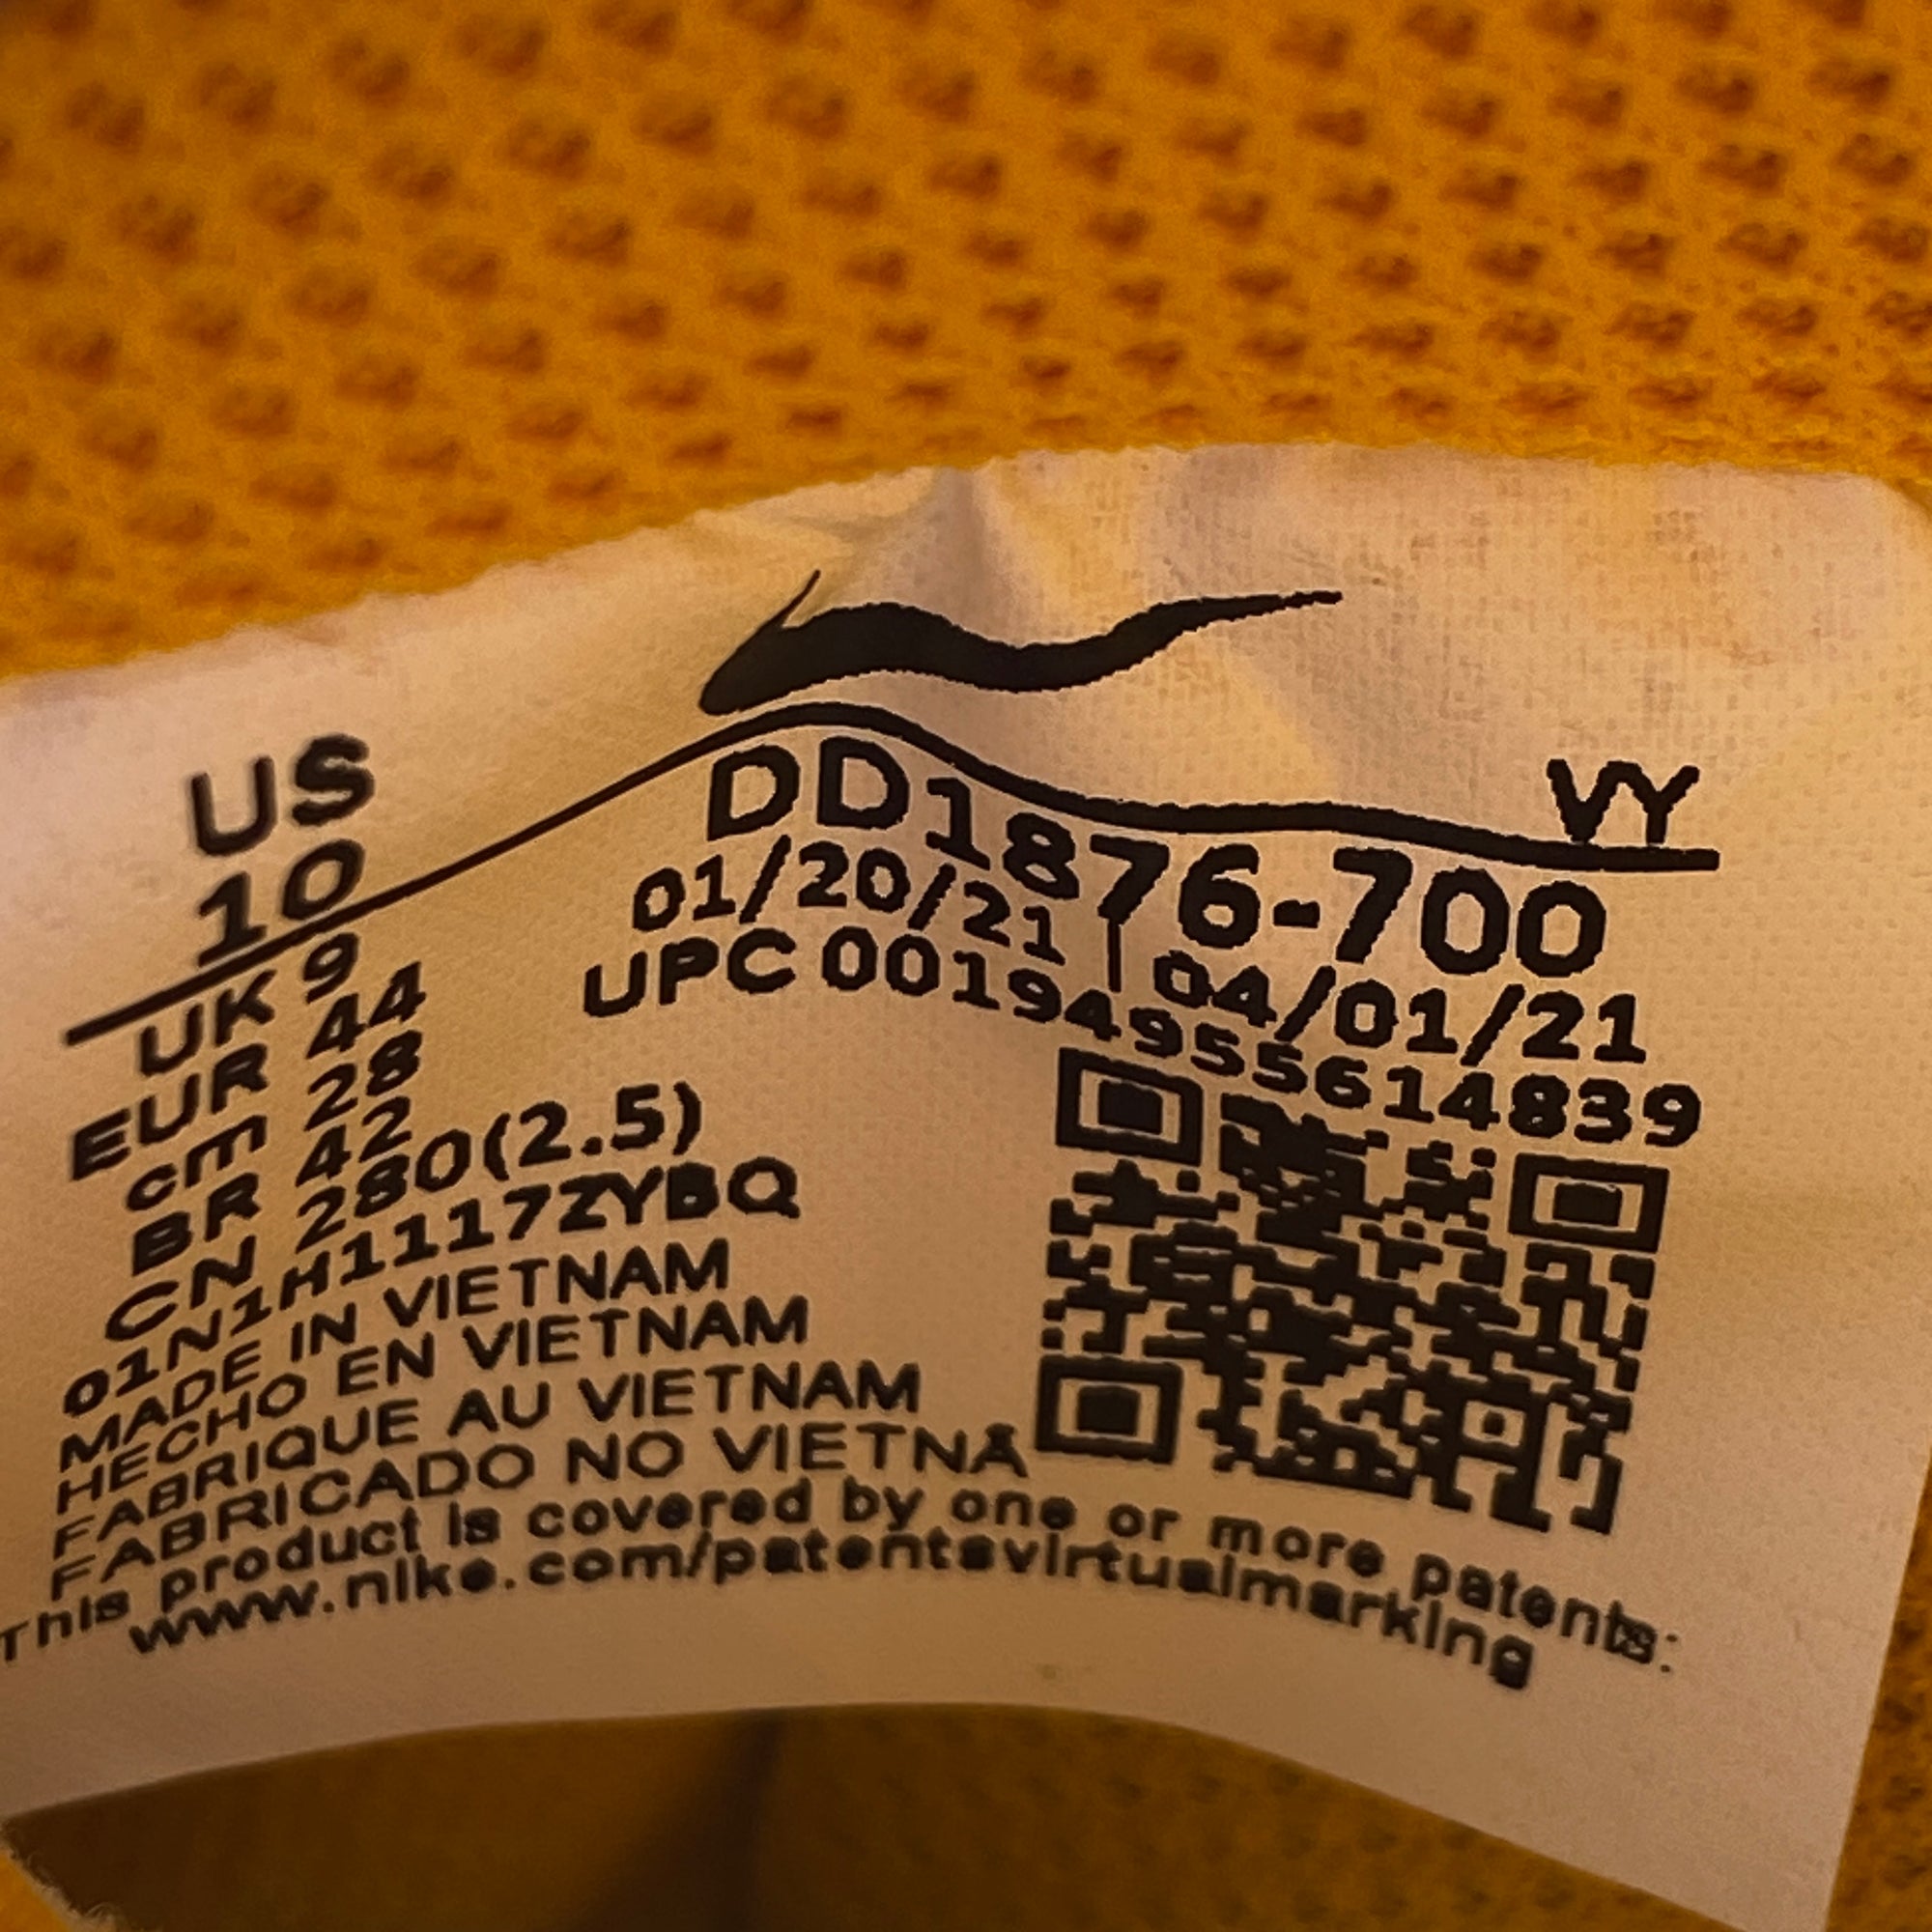 US
10
UK 9
EUR 44
cm 28
BR 42
CN 280(2.5)
01N1H1117ZYBQ
MADE IN VIETNAM
HECHO EN VIETNAM
FABRIQUE AU VIETNAM
FABRICADO NO VIETNÃ
VY
DD1876-700
01/20/21 | 04/01/21
UPC 00194955614839
This product is covered by one or more patents:
www.nike.com/patentsvirtualmarking